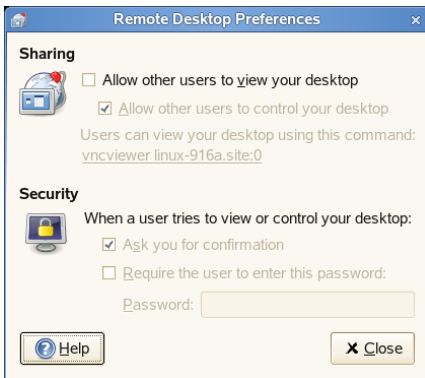 Remote Desktop Preferences
Sharing
Allow other users to view your desktop
Allow other users to control your desktop
Users can view your desktop using this command:
vncviewer linux-916a.site:0
Security
When a user tries to view or control your desktop:
Ask you for confirmation
Require the user to enter this password:
Password:
Help
Close